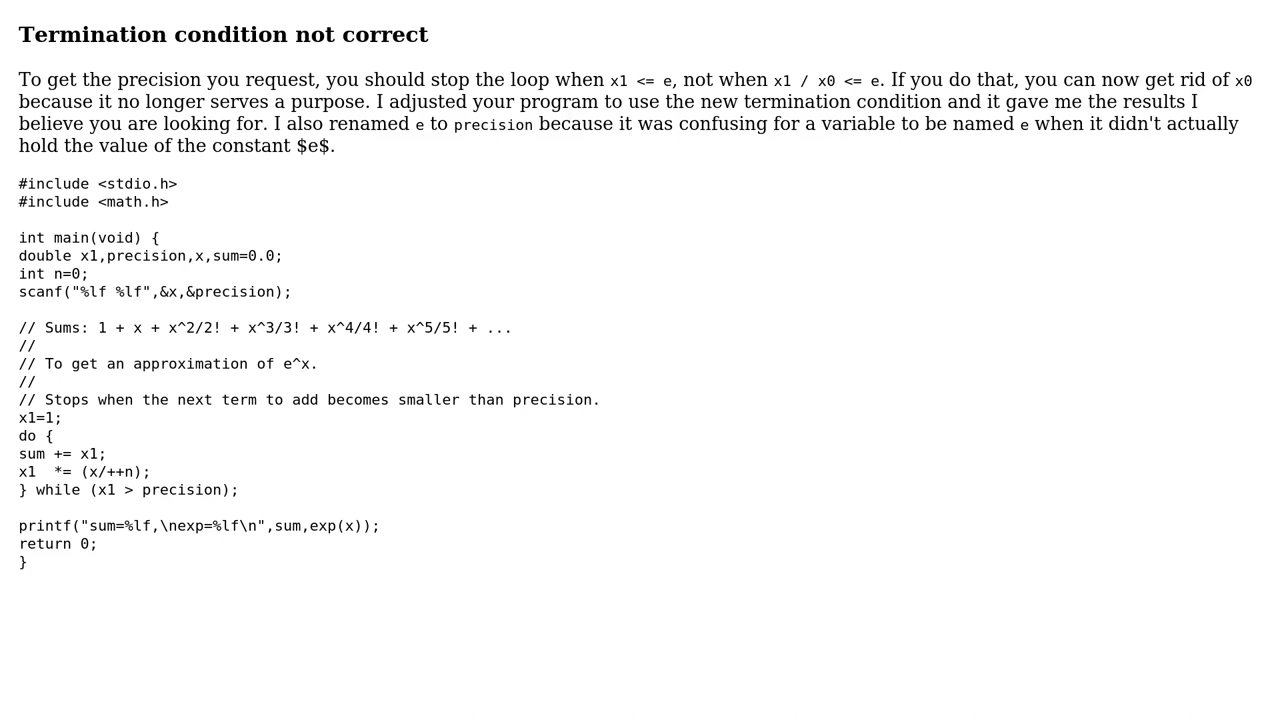 Termination condition not correct
To get the precision you request, you should stop the loop when x1 <= e, not when x1 / x0 <= e. If you do that, you can now get rid of x0
because it no longer serves a purpose. I adjusted your program to use the new termination condition and it gave me the results I
believe you are looking for. I also renamed e to precision because it was confusing for a variable to be named e when it didn't actually
hold the value of the constant $e$.
#include <stdio.h>
#include <math.h>
int main(void) {
double x1,precision,x,sum=0.0;
int n=0;
scanf("%lf %lf",&x,&precision);
// Sums: 1 + x + x^2/2! + x^3/3! + x^4/4! + x^5/5! + ...
//
// To get an approximation of e^x.
//
// Stops when the next term to add becomes smaller than precision.
x1=1;
do {
sum += x1;
x1  *= (x/++n);
} while (x1 > precision);
printf("sum=%lf,\nexp=%lf\n",sum,exp(x));
return 0;
}